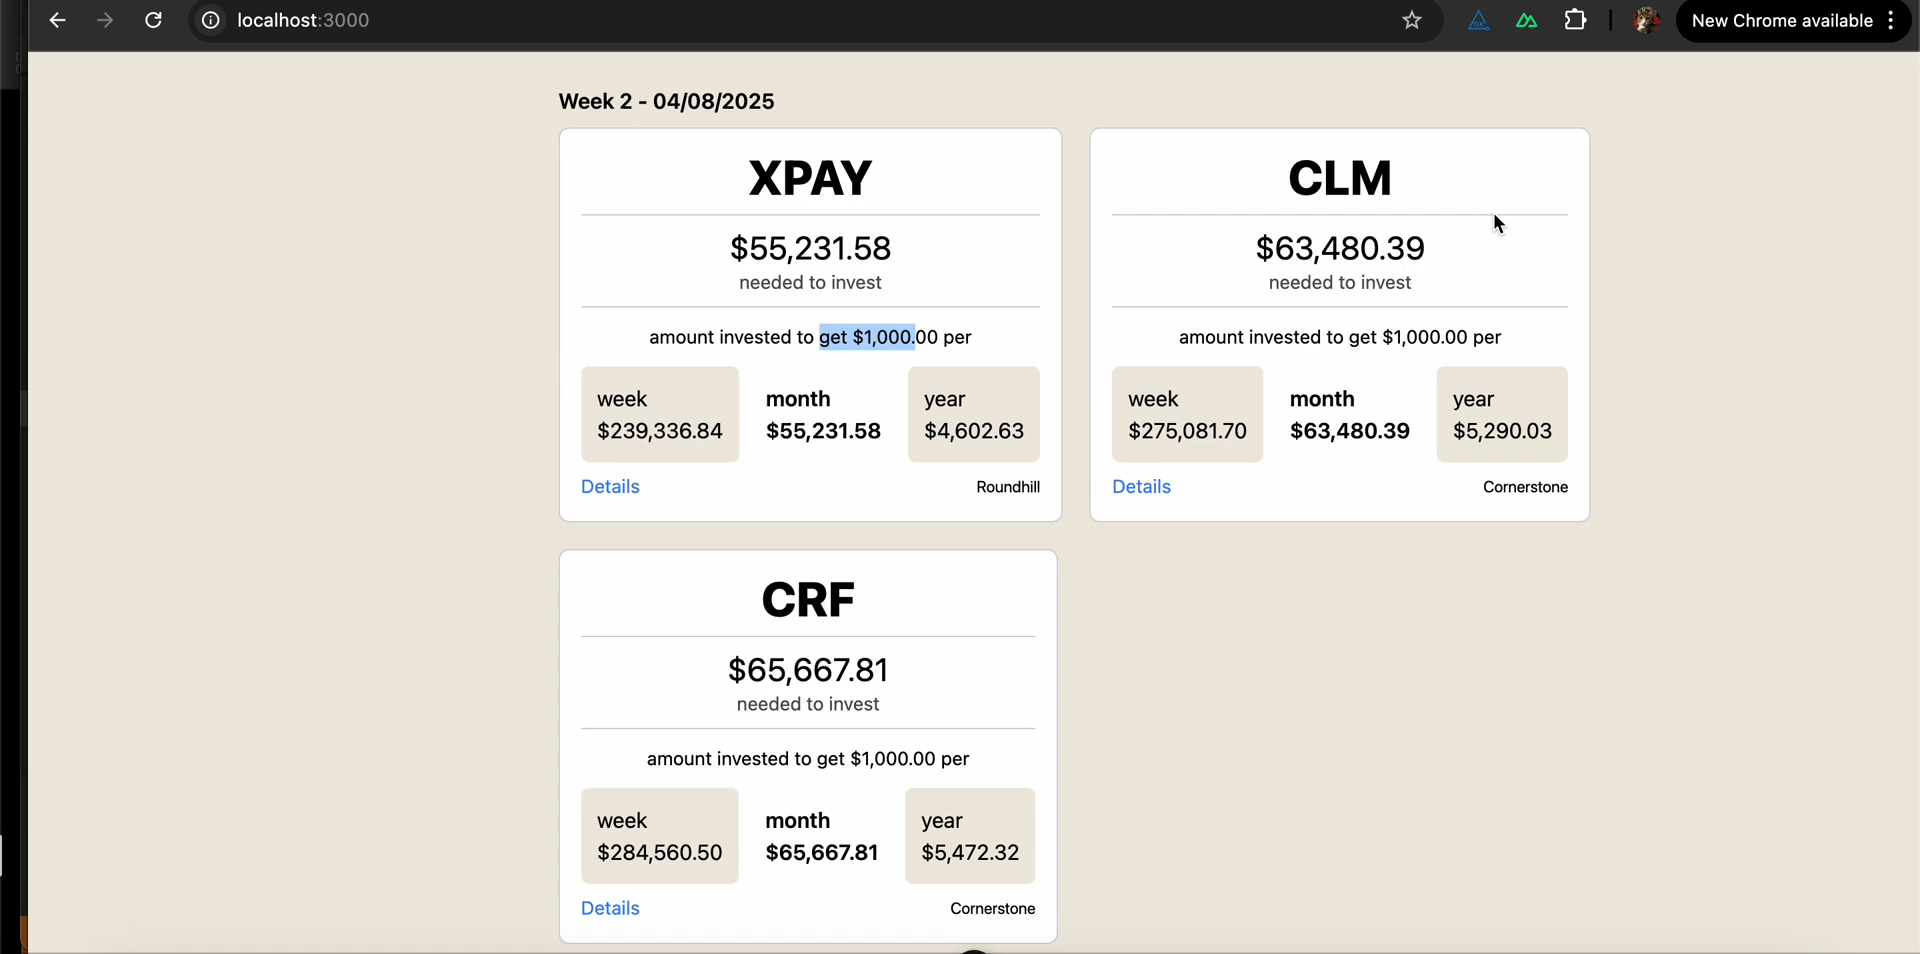 localhost:3000
New Chrome available
Week 2 - 04/08/2025
XPAY
$55,231.58
needed to invest
amount invested to get $1,000.00 per
week
$239,336.84
month
$55,231.58
year
$4,602.63
Details
Roundhill
CLM
$63,480.39
needed to invest
amount invested to get $1,000.00 per
week
$275,081.70
month
$63,480.39
year
$5,290.03
Details
Cornerstone
CRF
$65,667.81
needed to invest
amount invested to get $1,000.00 per
week
$284,560.50
month
$65,667.81
year
$5,472.32
Details
Cornerstone